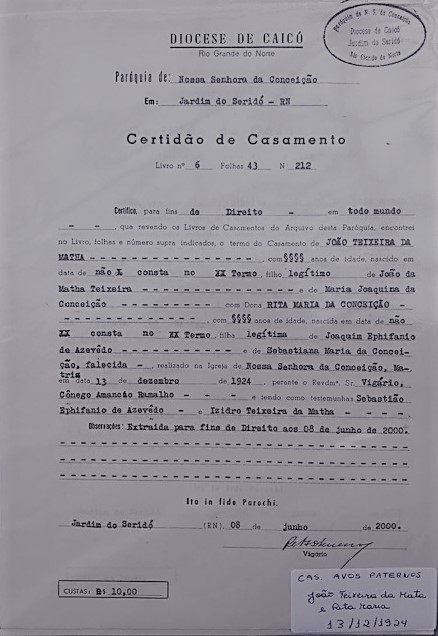 Paróquia de N. S. da Conceição
Diocese de Caicó
Jardim do Seridó
Rio Grande do Norte
DIOCESE DE CAICÓ
Rio Grande do Norte
Paróquia de: Nossa Senhora da Conceição
Em: Jardim do Seridó - RN
Certidão de Casamento
Livro nº 6 Folhas 43 N 212
Certifico, para fins de Direito - em todo mundo
- - , que revendo os Livros de Casamentos do Arquivo desta Paróquia, encontrei
no Livro, folhas e número supra indicados, o termo do Casamento de JOÃO TEIXEIRA DA
MATHA - - - - - - - - - - - - - - - - , com §§§§ anos de idade, nascido em
data de não X consta no XX Termo, filho legítimo de João da
Matha Teixeira - - - - - - - - - - - e de Maria Joaquina da
Conceição - - - - - - - - - - com Dona RITA MARIA DA CONCEIÇÃO -
- - - - - - - - - - - - - - - - , com §§§§ anos de idade, nascida em data de não
XX consta no XX Termo, filha legítima de Joaquim Ephifanio
de Azevêdo - - - - - - - - - - e de Sebastiana Maria da Concei-
ção, falecida - , realizado na Igreja de Nossa Senhora da Conceição, Ma-
triz
em data 13 de dezembro de 1924, perante o Revdmº. Sr. Vigário,
Cônego Amancio Ramalho - - - e tendo como testemunhas Sebastião
Ephifanio de Azevêdo - e Izidro Teixeira da Matha - - - -.
Observações: Extraida para fins de Direito aos 08 de junho de 2000.
Ita in fide Parochi.
Jardim do Seridó (RN), 08 de junho de 2000.
Vigário
CUSTAS: R$ 10,00
CAS. AVOS PATERNOS
João Teixeira da Mata
e Rita Maria
13/12/1924